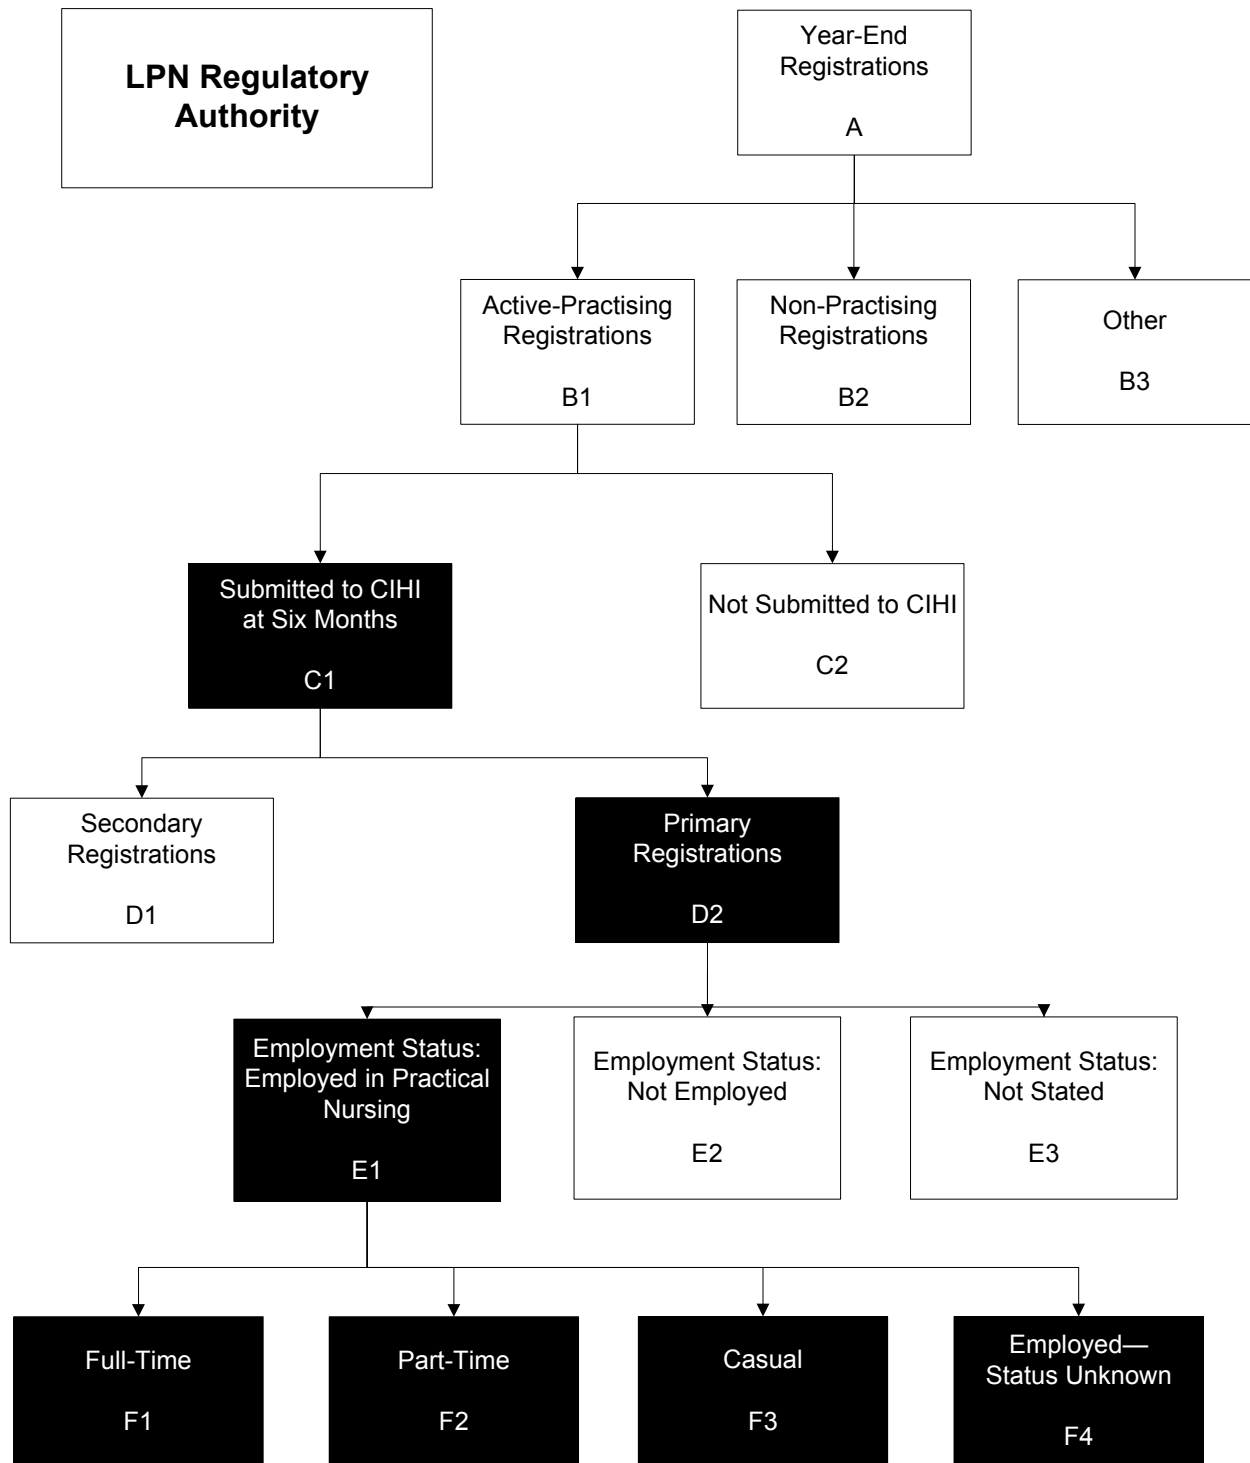 LPN Regulatory
Authority
Year-End
Registrations
A
Active-Practising
Registrations
B1
Non-Practising
Registrations
B2
Other
B3
Submitted to CIHI
at Six Months
C1
Not Submitted to CIHI
C2
Secondary
Registrations
D1
Primary
Registrations
D2
Employment Status:
Employed in Practical
Nursing
E1
Employment Status:
Not Employed
E2
Employment Status:
Not Stated
E3
Full-Time
F1
Part-Time
F2
Casual
F3
Employed—
Status Unknown
F4